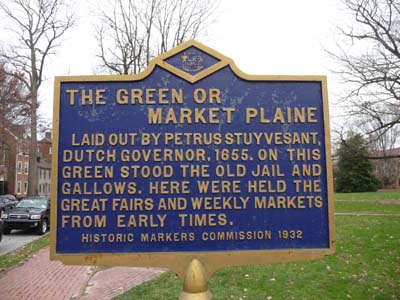 THE GREEN OR
MARKET PLAINE
LAID OUT BY PETRUS STUYVESANT,
DUTCH GOVERNOR, 1655. ON THIS
GREEN STOOD THE OLD JAIL AND
GALLOWS. HERE WERE HELD THE
GREAT FAIRS AND WEEKLY MARKETS
FROM EARLY TIMES.
HISTORIC MARKERS COMMISSION 1932